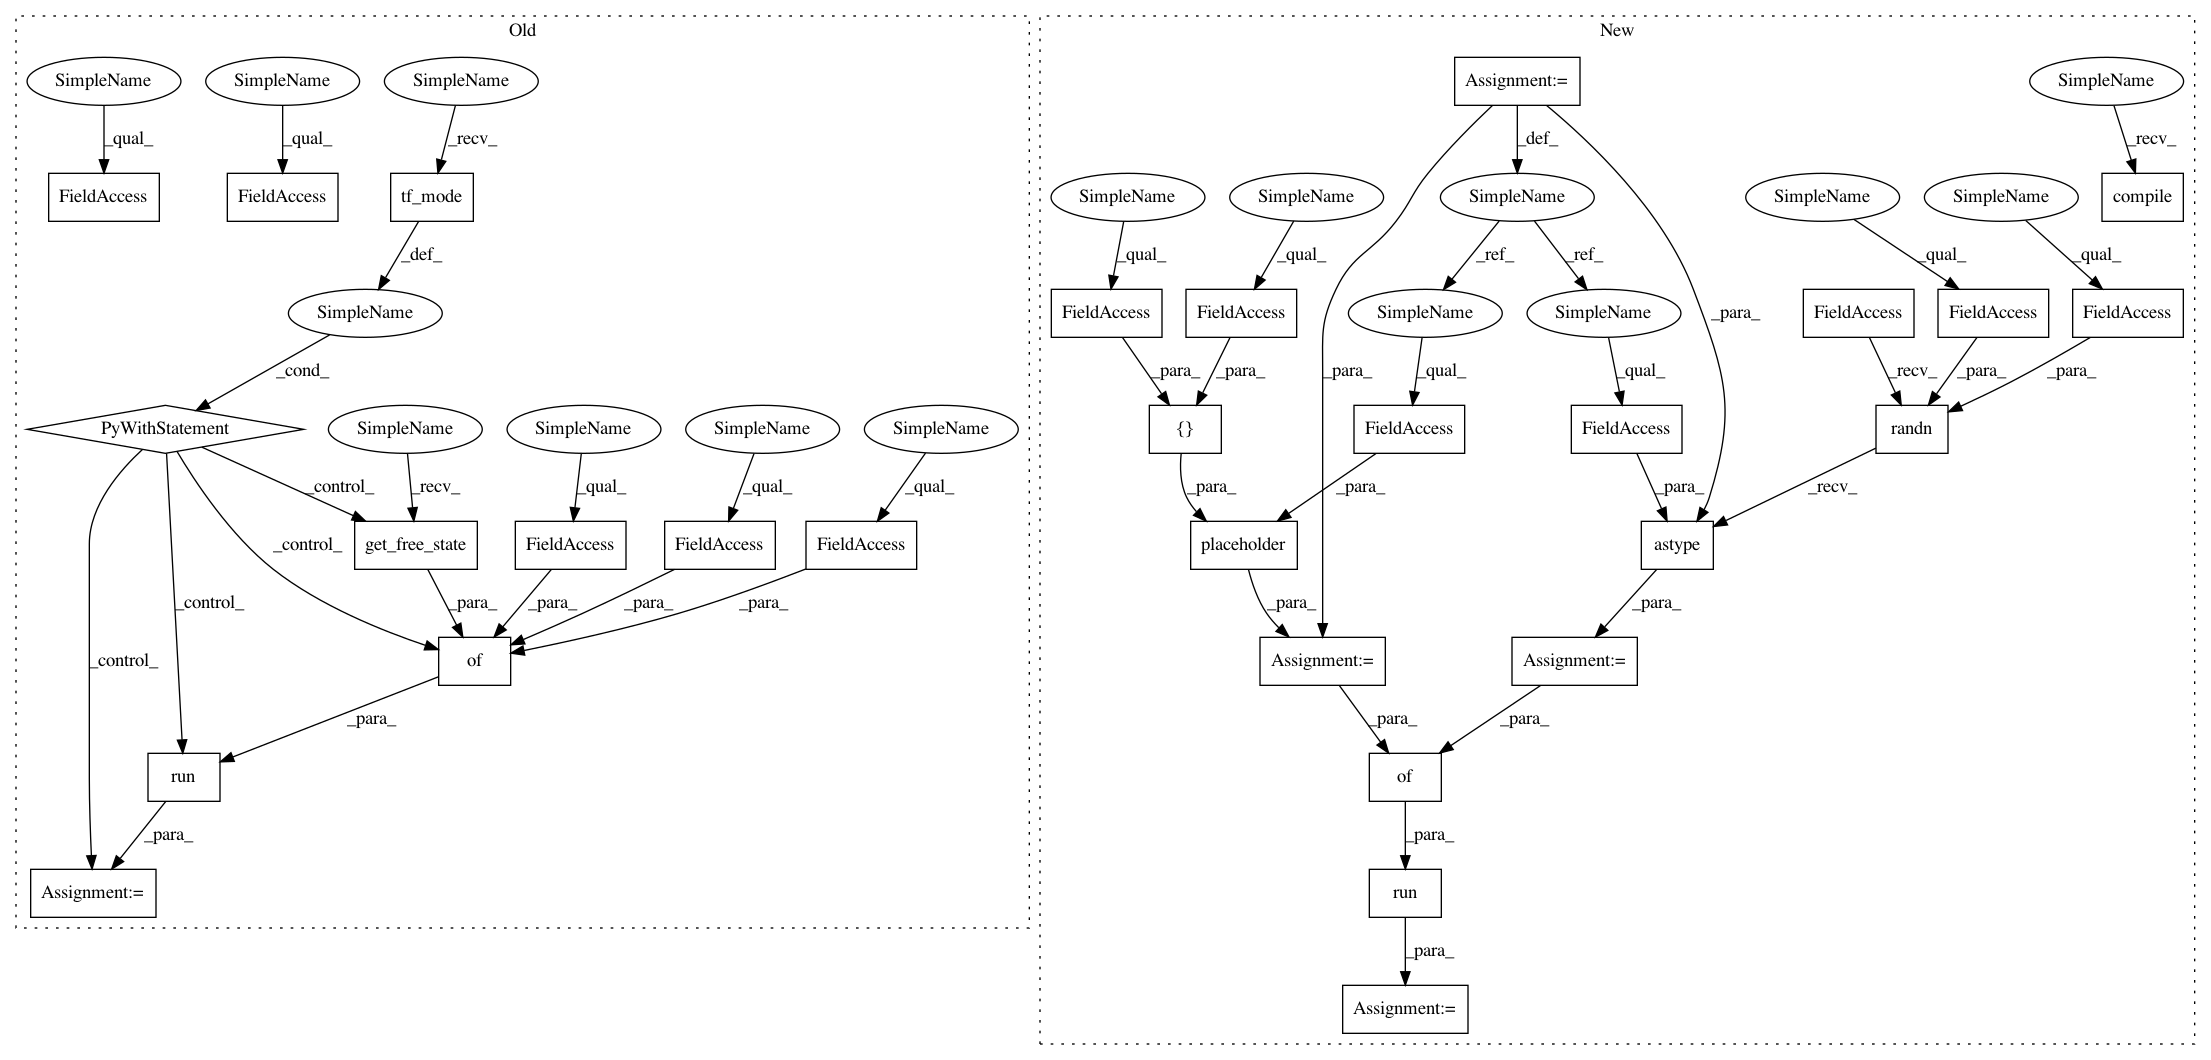 Old
New
SimpleName
SimpleName
SimpleName
Assignment:=
SimpleName
_qual_
_qual_
_recv_
_def_
_recv_
FieldAccess
FieldAccess
tf_mode
SimpleName
SimpleName
SimpleName
SimpleName
SimpleName
compile
_def_
_qual_
_qual_
_ref_
_ref_
_qual_
_qual_
SimpleName
FieldAccess
FieldAccess
SimpleName
SimpleName
_para_
FieldAccess
FieldAccess
FieldAccess
_cond_
_para_
_para_
_para_
_qual_
_qual_
_recv_
_para_
_para_
PyWithStatement
SimpleName
SimpleName
SimpleName
SimpleName
{}
FieldAccess
FieldAccess
randn
_control_
_recv_
_qual_
_qual_
_qual_
_para_
_para_
_para_
_recv_
_control_
get_free_state
FieldAccess
FieldAccess
FieldAccess
placeholder
astype
_control_
_para_
_para_
_para_
_para_
_para_
_para_
_control_
of
Assignment:=
Assignment:=
_para_
_para_
_para_
run
of
_para_
_para_
Assignment:=
run
_para_
Assignment:=